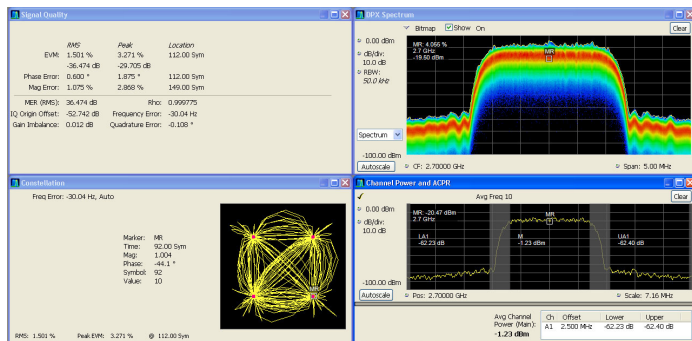 Signal Quality
RMS Peak Location
EVM: 1.501 % 3.271 % 112.00 Sym
-36.474 dB -29.705 dB
Phase Error: 0.600 ° 1.875 ° 112.00 Sym
Mag Error: 1.075 % 2.868 % 149.00 Sym
MER (RMS): 36.474 dB Rho: 0.999775
IQ Origin Offset: -52.742 dB Frequency Error: -30.04 Hz
Gain Imbalance: 0.012 dB Quadrature Error: -0.108 °
DPX Spectrum
Bitmap Show On Clear
0.00 dBm
dB/div:
10.0 dB
RBW:
50.0 kHz
MR: 4.055 %
2.7 GHz
-19.50 dBm
MR
Spectrum
-100.00 dBm
Autoscale CF: 2.70000 GHz Span: 5.00 MHz
Constellation
Freq Error: -30.04 Hz, Auto
Marker: MR
Time: 92.00 Sym
Mag: 1.004
Phase: -44.1 °
Symbol: 92
Value: 10
MR
RMS: 1.501 % Peak EVM: 3.271 % @ 112.00 Sym
Channel Power and ACPR
Avg Freq 10 Clear
0.00 dBm
dB/div:
10.0 dB
MR: -20.47 dBm
2.7 GHz
MR
LA1 M UA1
-62.23 dB -1.23 dBm -62.40 dB
-100.00 dBm
Autoscale Pos: 2.70000 GHz Scale: 7.16 MHz
Avg Channel
Power (Main):
-1.23 dBm
Ch Offset Lower Upper
A1 2.500 MHz -62.23 dB -62.40 dB